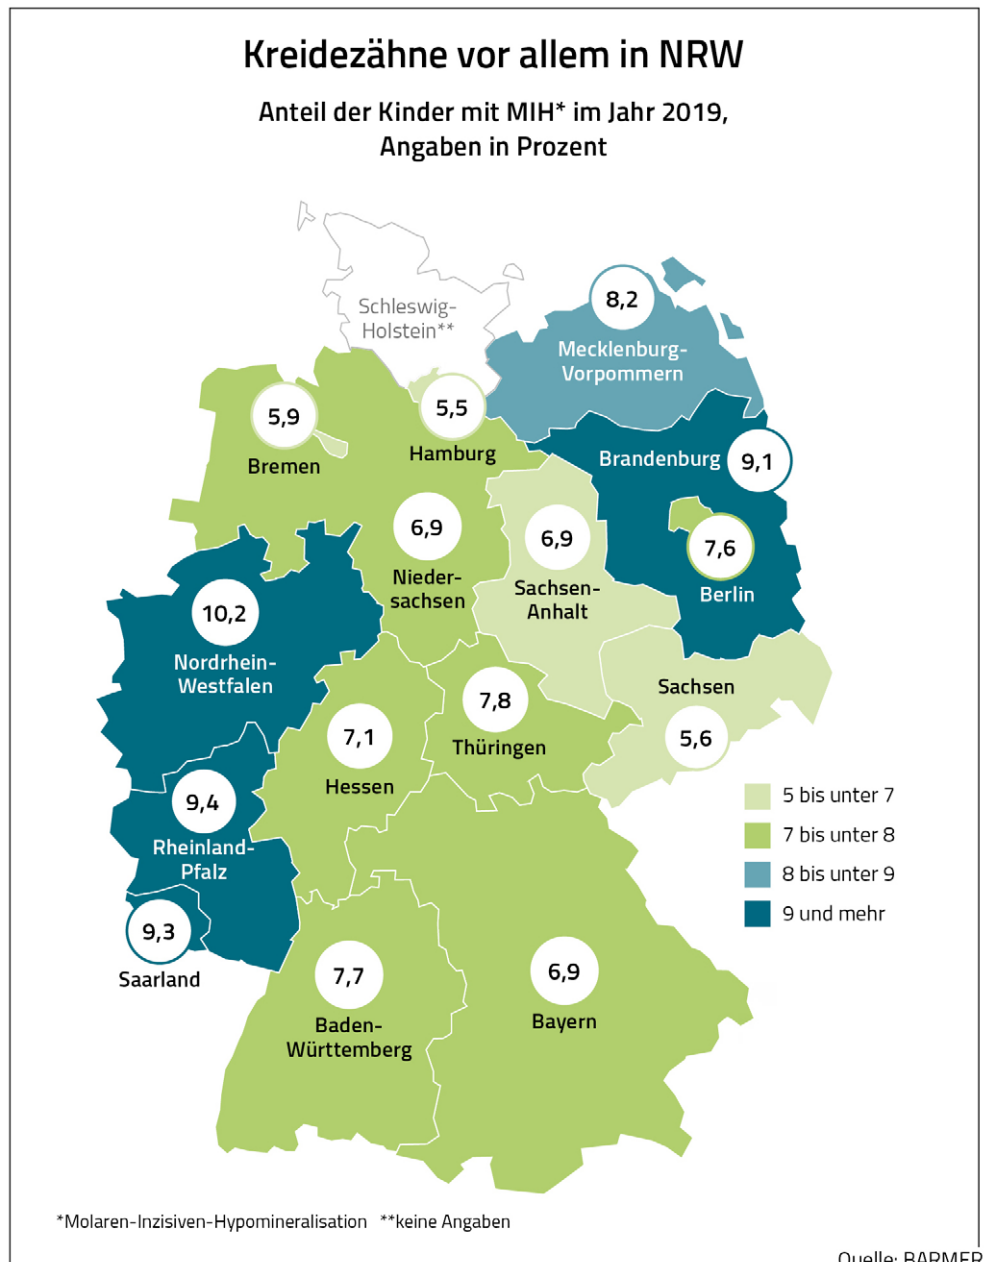 Kreidezähne vor allem in NRW
Anteil der Kinder mit MIH* im Jahr 2019,
Angaben in Prozent
Schleswig-
Holstein**
8,2
Mecklenburg-
Vorpommern
5,9
Bremen
5,5
Hamburg
Brandenburg
9,1
6,9
Nieder-
sachsen
6,9
Sachsen-
Anhalt
7,6
Berlin
10,2
Nordrhein-
Westfalen
Sachsen
5,6
7,8
Thüringen
7,1
Hessen
9,4
Rheinland-
Pfalz
5 bis unter 7
7 bis unter 8
8 bis unter 9
9 und mehr
9,3
Saarland
7,7
Baden-
Württemberg
6,9
Bayern
*Molaren-Inzisiven-Hypomineralisation **keine Angaben
Quelle: BARMER